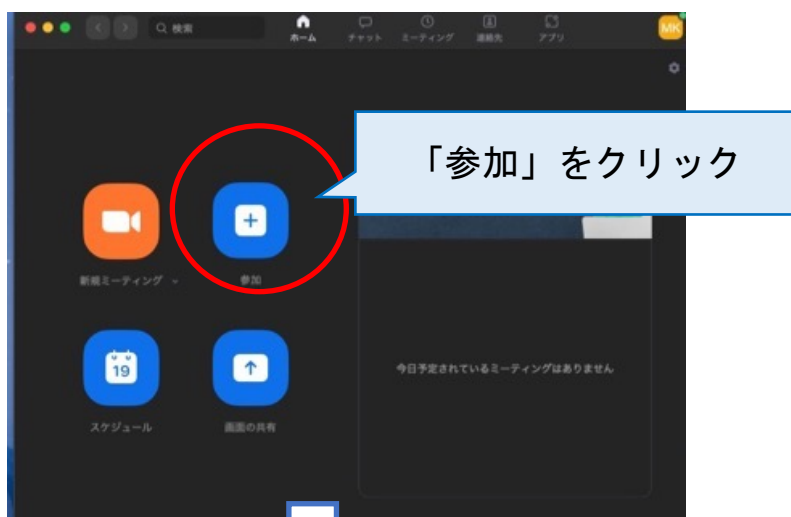 検索
ホーム
チャット
ミーティング
連絡先
アプリ
MK
「参加」をクリック
新規ミーティング
参加
19
スケジュール
画面の共有
今日予定されているミーティングはありません